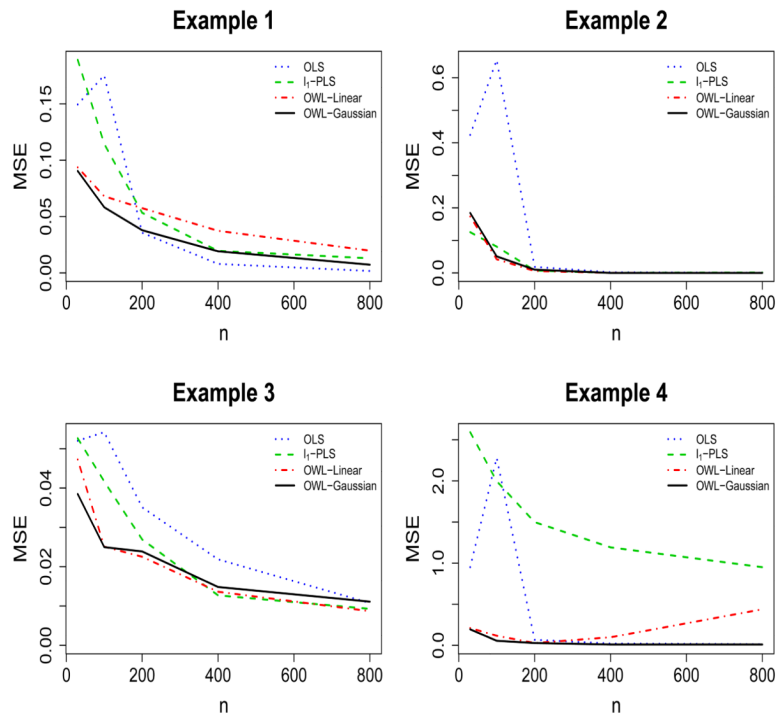 Example 1
MSE
0.00
0.05
0.10
0.15
OLS
l₁−PLS
OWL−Linear
OWL−Gaussian
0
200
400
600
800
n
Example 2
MSE
0.0
0.2
0.4
0.6
OLS
l₁−PLS
OWL−Linear
OWL−Gaussian
0
200
400
600
800
n
Example 3
MSE
0.00
0.02
0.04
OLS
l₁−PLS
OWL−Linear
OWL−Gaussian
0
200
400
600
800
n
Example 4
MSE
0.0
1.0
2.0
OLS
l₁−PLS
OWL−Linear
OWL−Gaussian
0
200
400
600
800
n